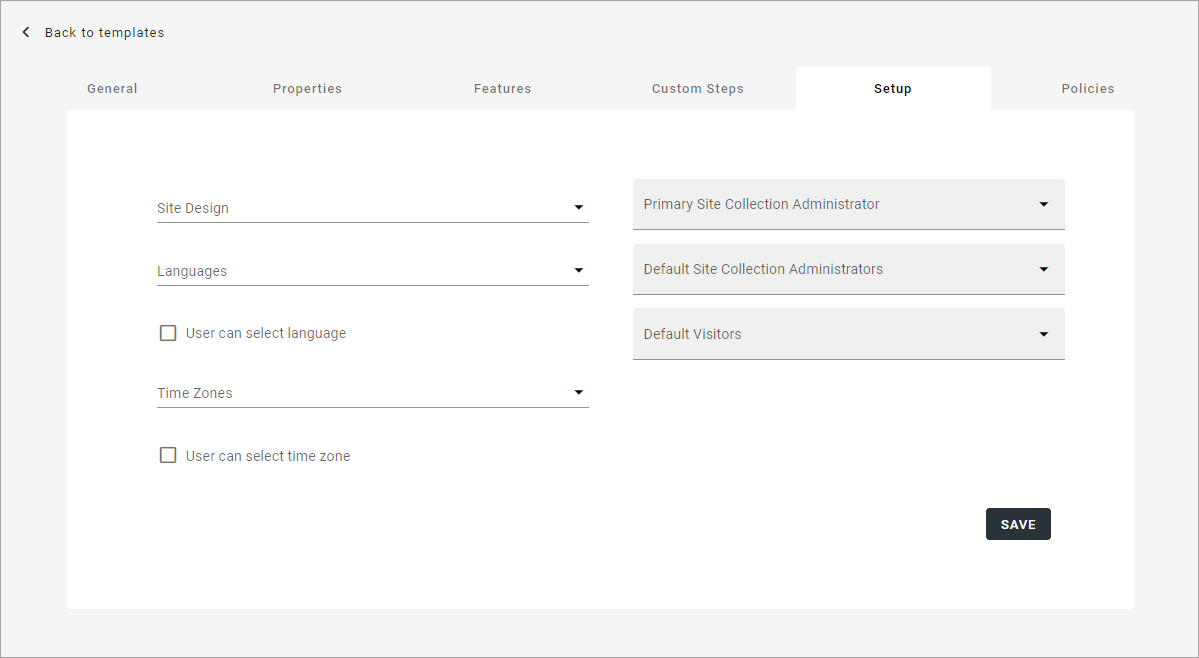 Back to templates
General
Properties
Features
Custom Steps
Setup
Policies
Site Design
Languages
User can select language
Time Zones
User can select time zone
Primary Site Collection Administrator
Default Site Collection Administrators
Default Visitors
SAVE